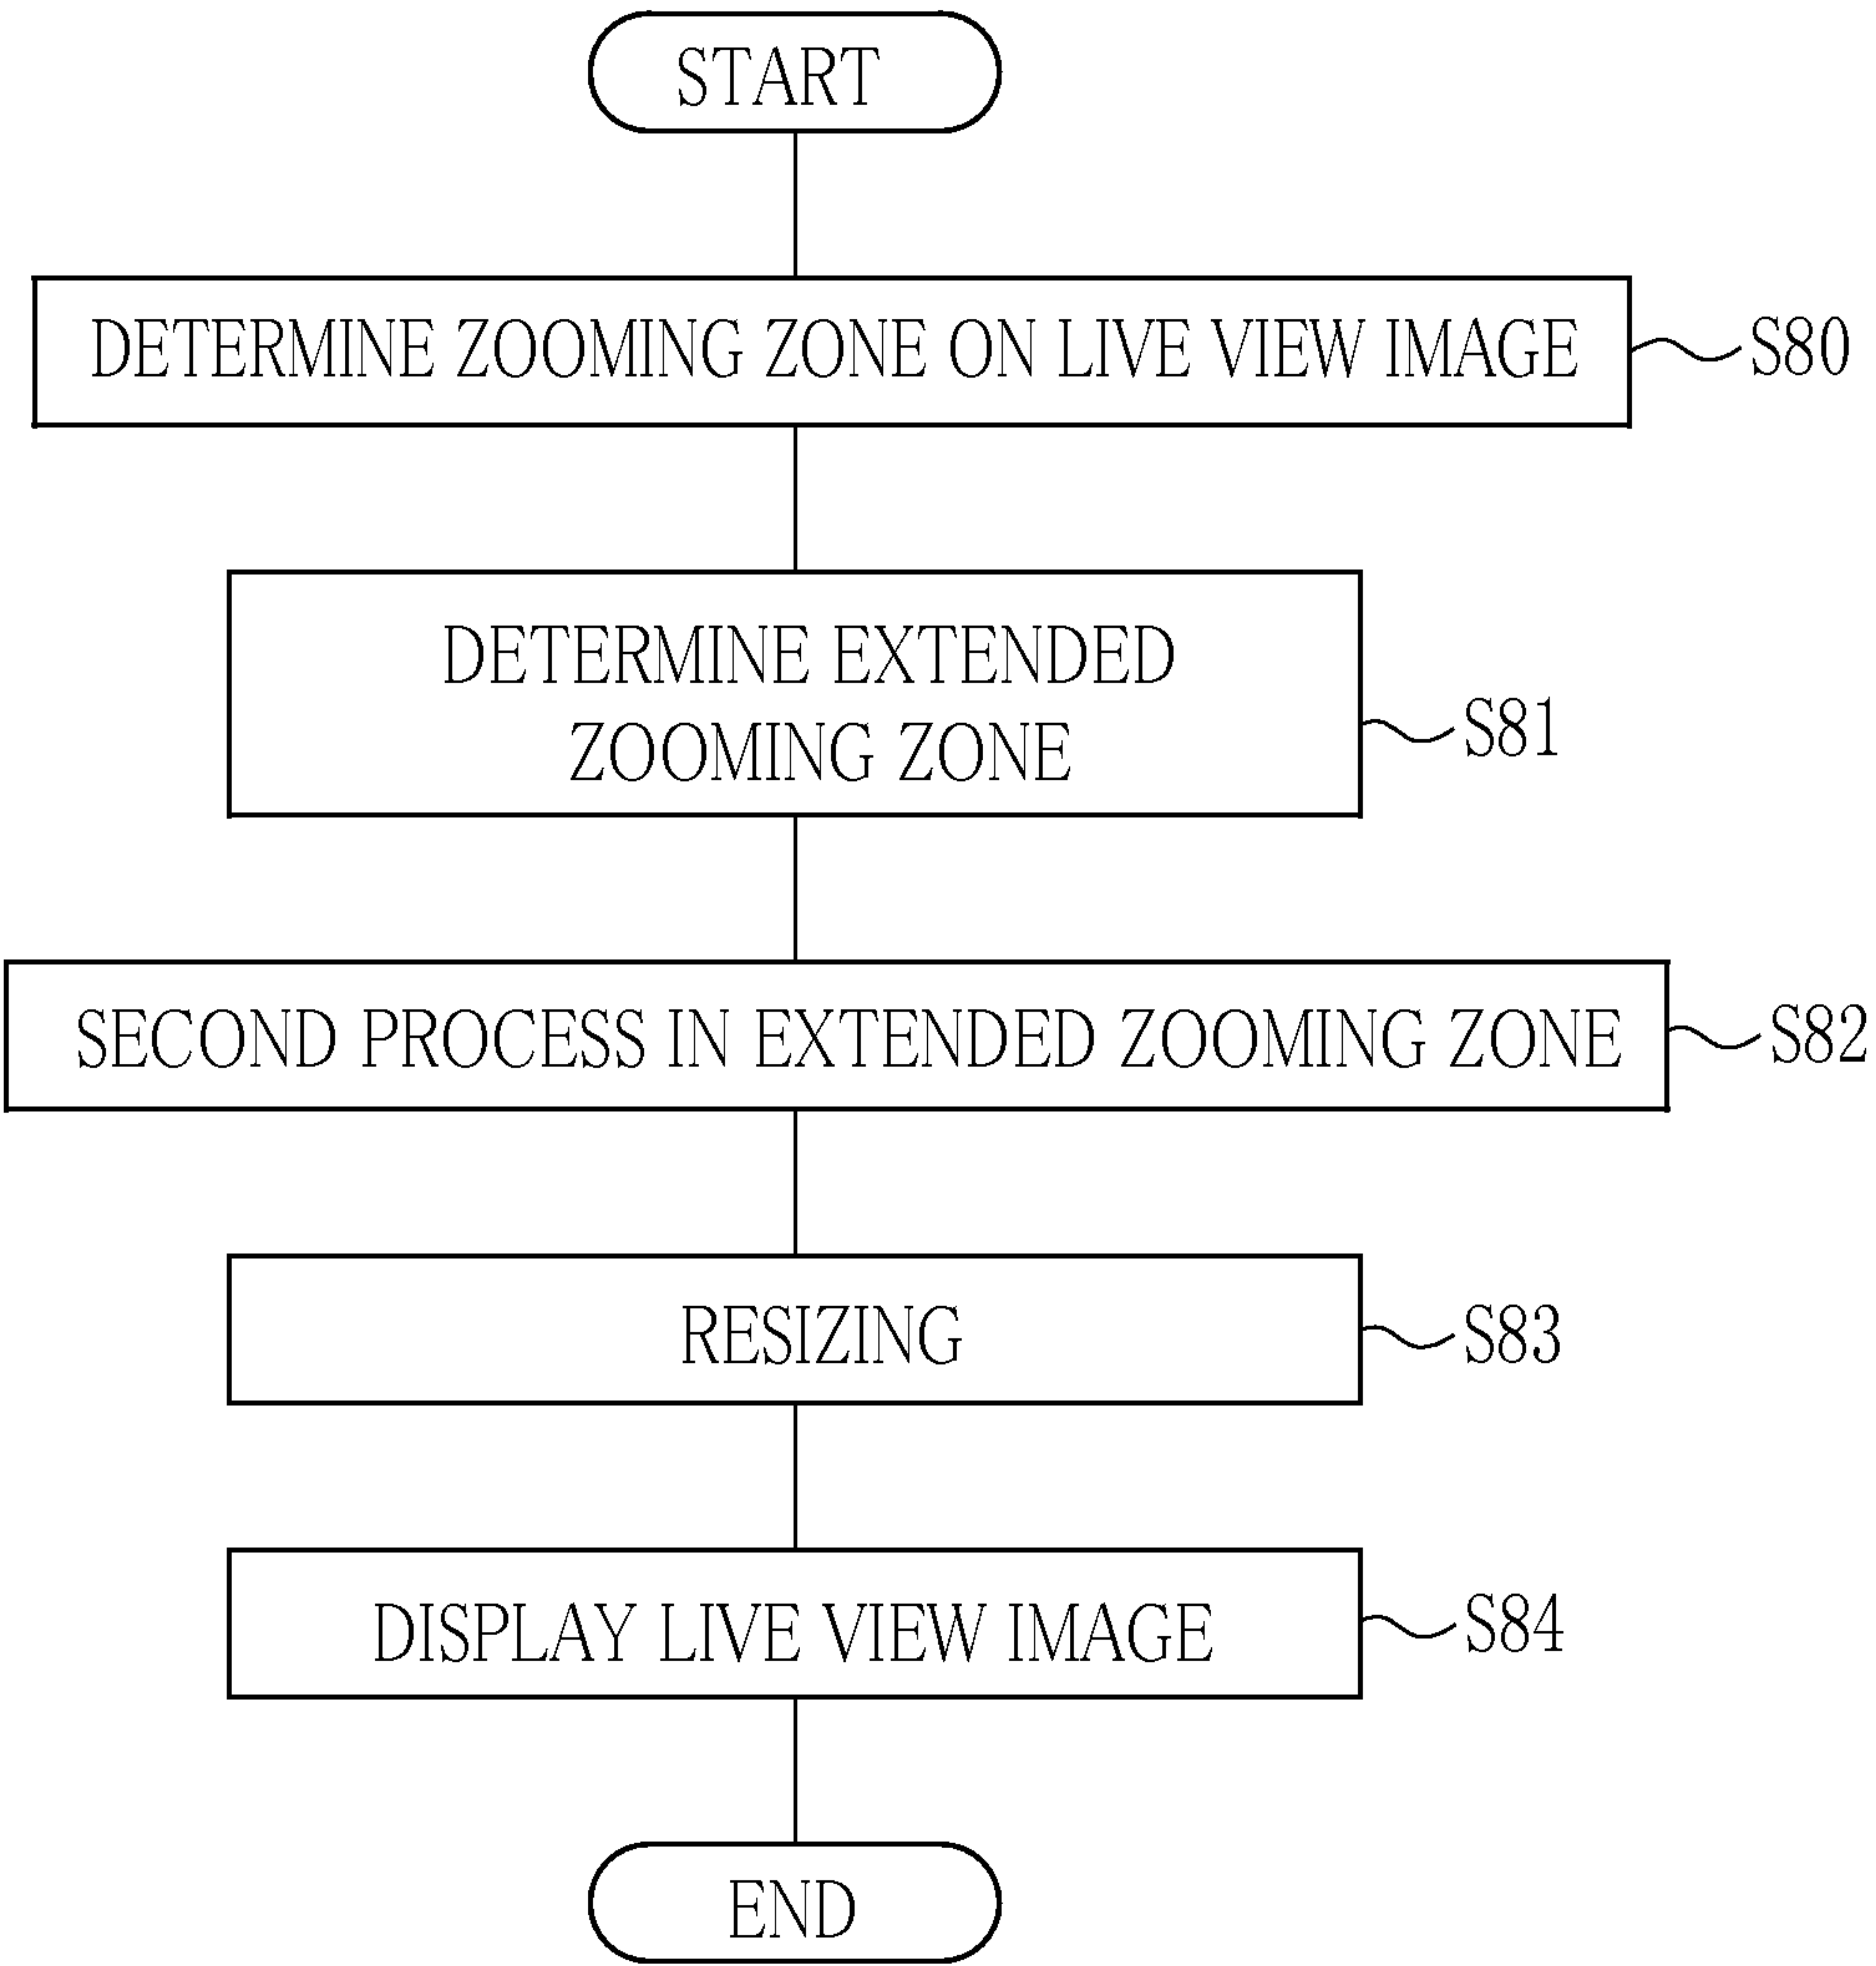 START
DETERMINE ZOOMING ZONE ON LIVE VIEW IMAGE
S80
DETERMINE EXTENDED
ZOOMING ZONE
S81
SECOND PROCESS IN EXTENDED ZOOMING ZONE
S82
RESIZING
S83
DISPLAY LIVE VIEW IMAGE
S84
END